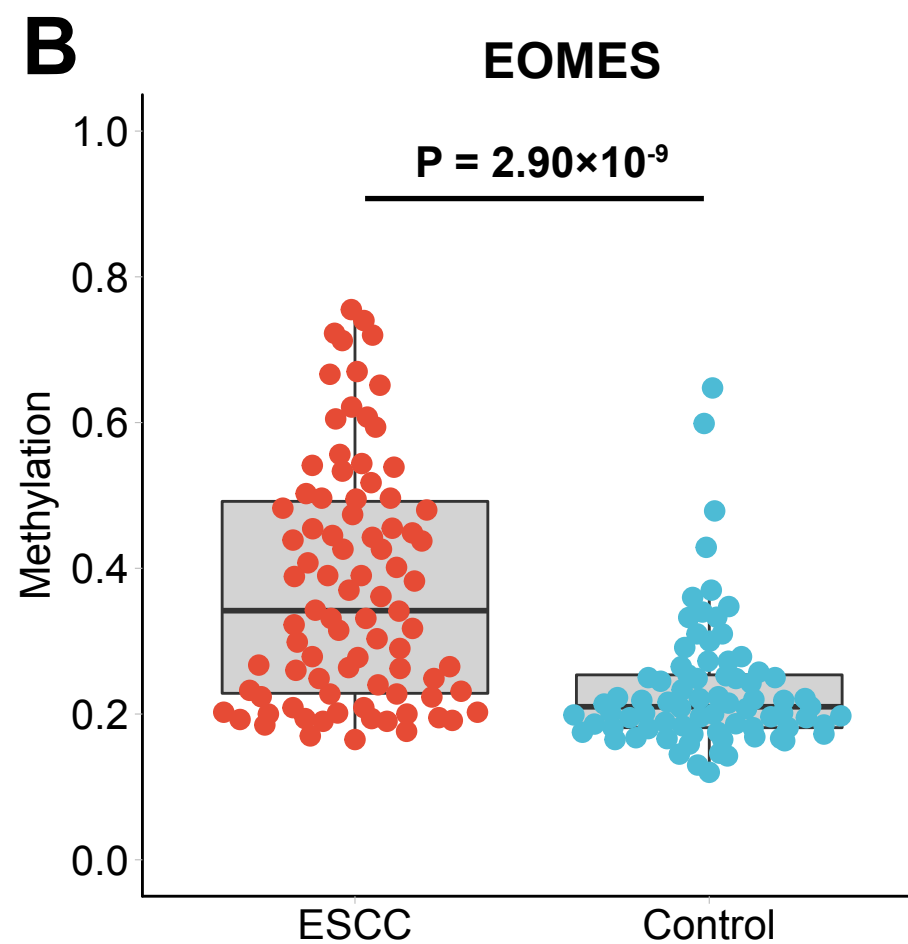 B
EOMES
P = 2.90×10⁻⁹
1.0
0.8
0.6
0.4
0.2
0.0
Methylation
ESCC Control